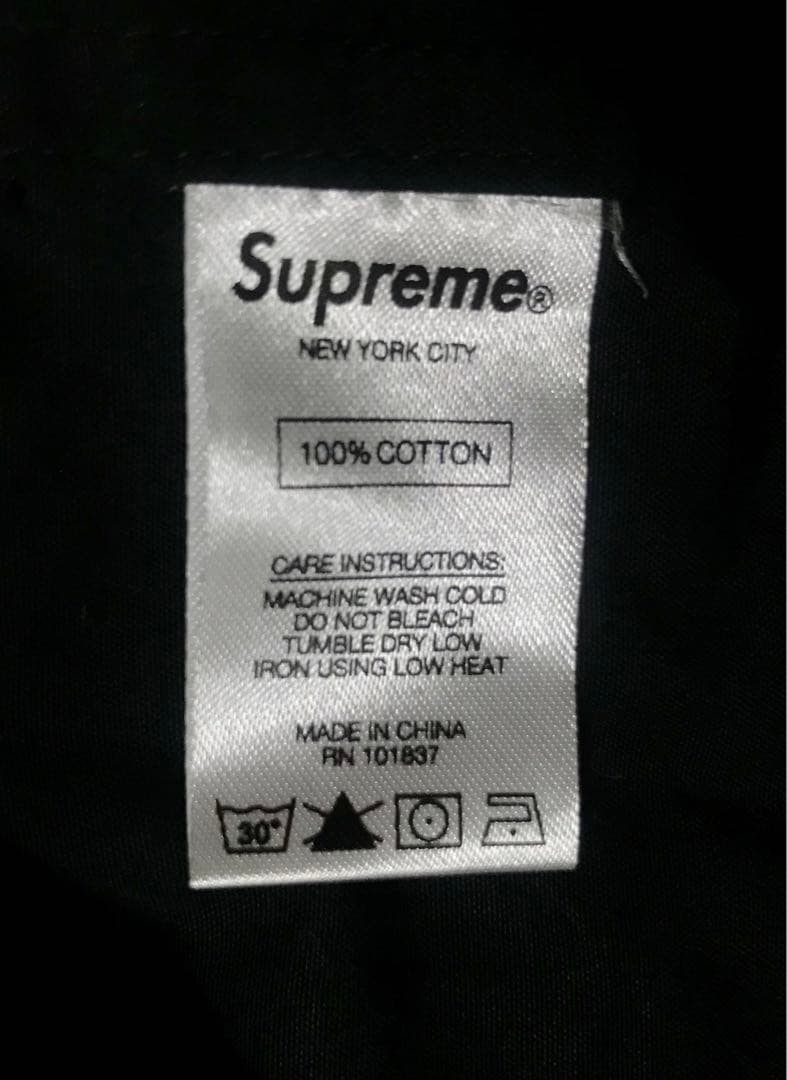 Supreme®
NEW YORK CITY
100% COTTON
CARE INSTRUCTIONS:
MACHINE WASH COLD
DO NOT BLEACH
TUMBLE DRY LOW
IRON USING LOW HEAT
MADE IN CHINA
RN 101837
30°